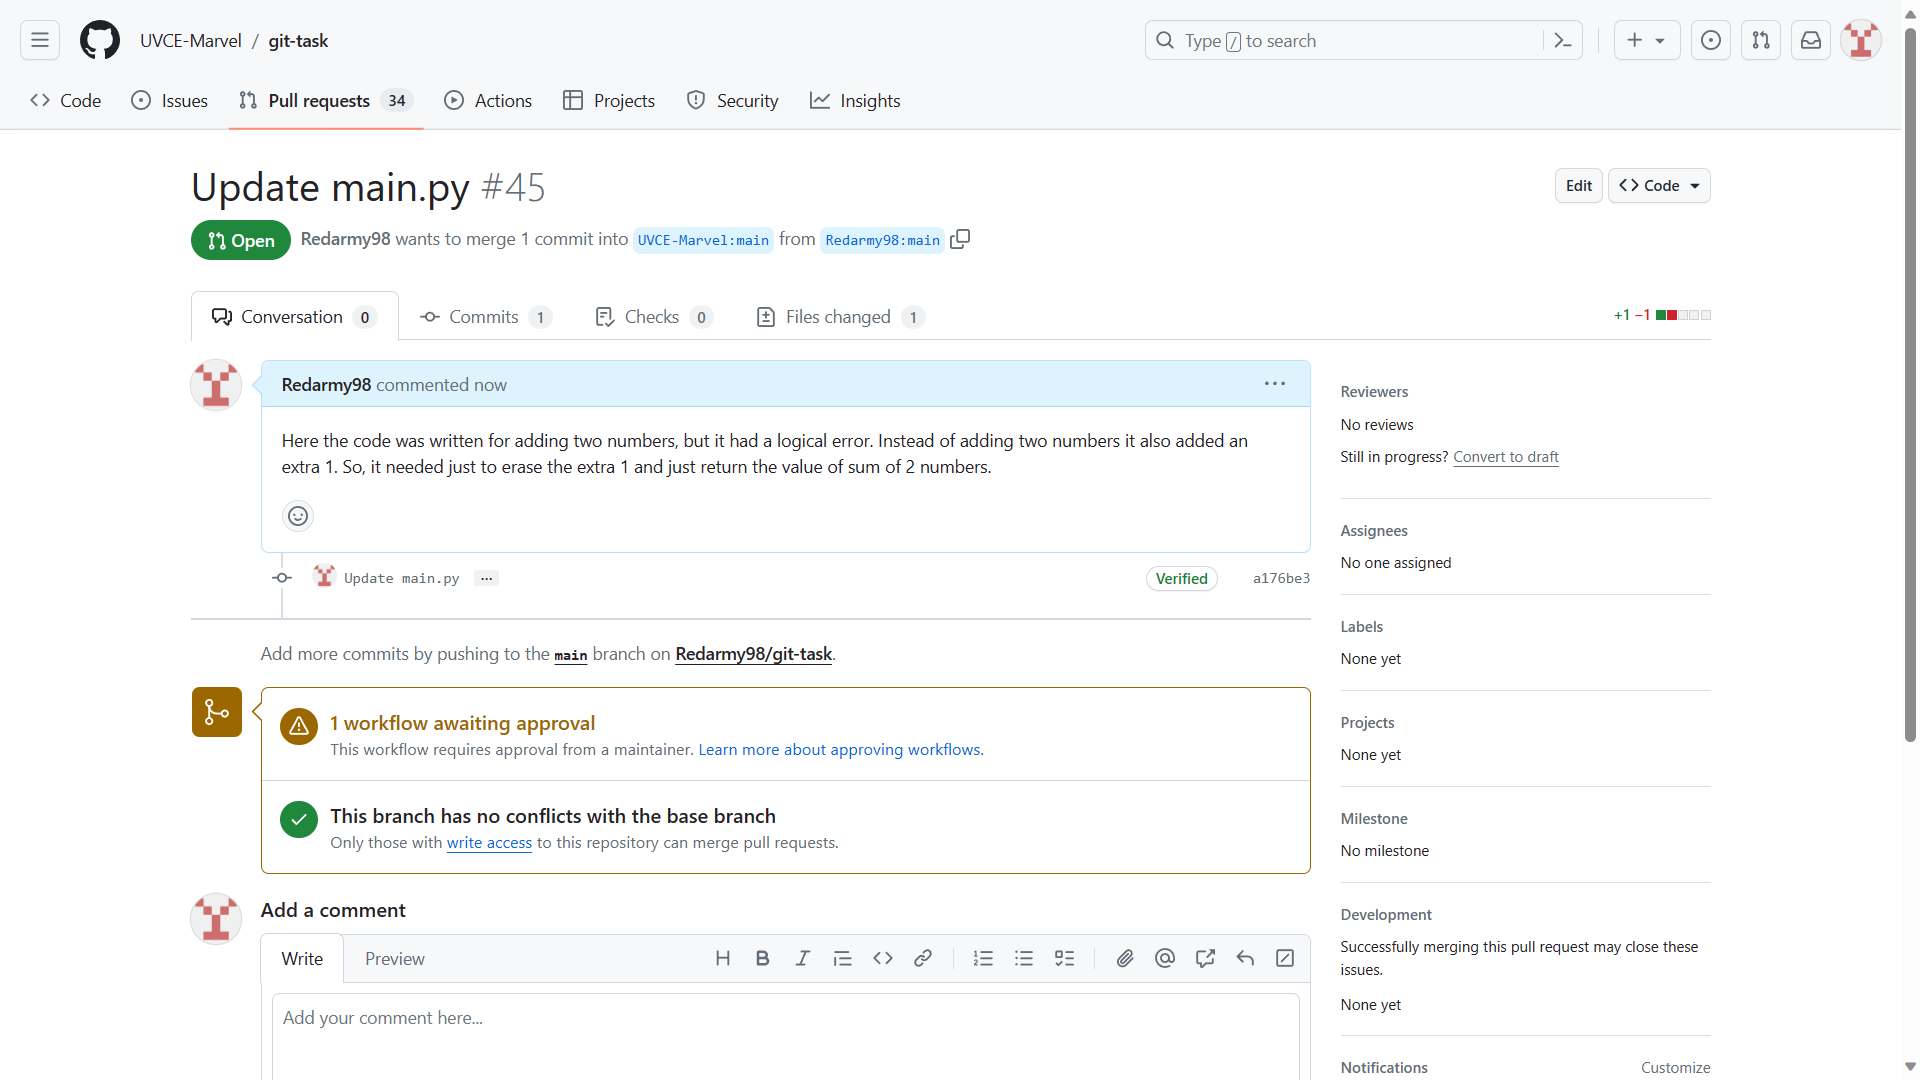 UVCE-Marvel / git-task
Type / to search
Code
Issues
Pull requests 34
Actions
Projects
Security
Insights
Update main.py #45
Edit
Code
Open
Redarmy98 wants to merge 1 commit into UVCE-Marvel:main from Redarmy98:main
Conversation 0
Commits 1
Checks 0
Files changed 1
+1 −1
Redarmy98 commented now
Here the code was written for adding two numbers, but it had a logical error. Instead of adding two numbers it also added an
extra 1. So, it needed just to erase the extra 1 and just return the value of sum of 2 numbers.
Update main.py ...
Verified
a176be3
Add more commits by pushing to the main branch on Redarmy98/git-task.
1 workflow awaiting approval
This workflow requires approval from a maintainer. Learn more about approving workflows.
This branch has no conflicts with the base branch
Only those with write access to this repository can merge pull requests.
Add a comment
Write
Preview
Add your comment here...
Reviewers
No reviews
Still in progress? Convert to draft
Assignees
No one assigned
Labels
None yet
Projects
None yet
Milestone
No milestone
Development
Successfully merging this pull request may close these
issues.
None yet
Notifications
Customize